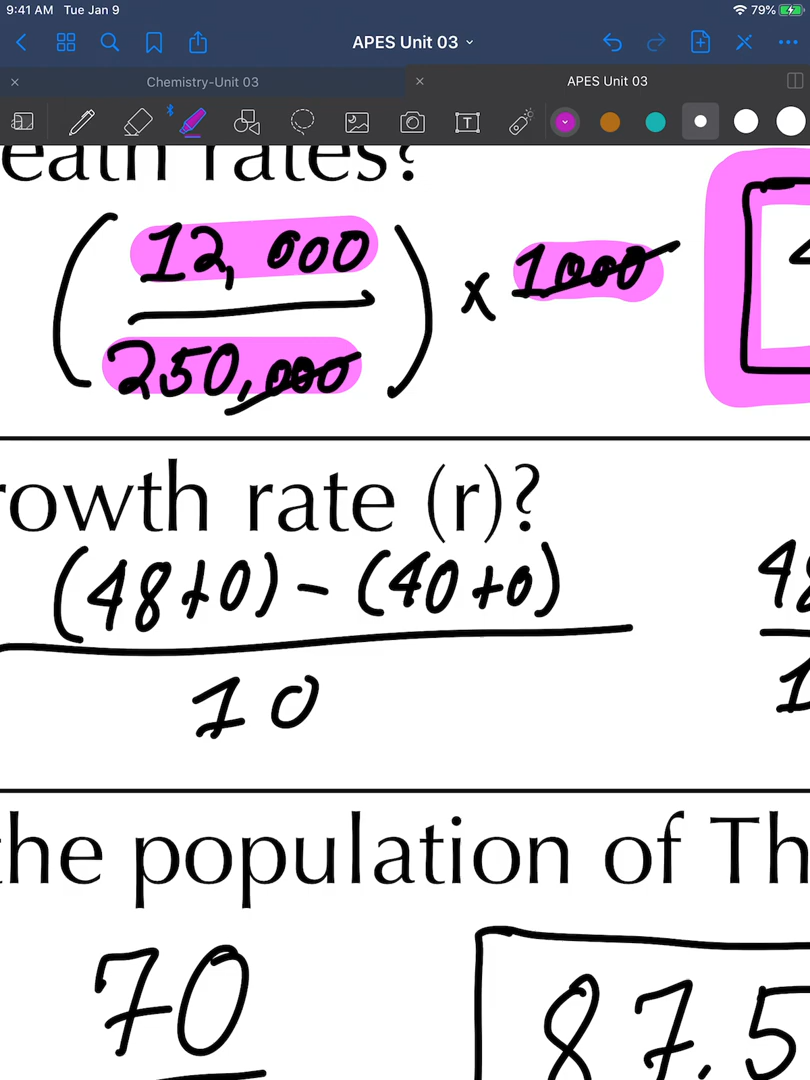 9:41 AM Tue Jan 9 79%
APES Unit 03
Chemistry-Unit 03 APES Unit 03
T
eath rates?
(12,000 / 250,000) x 1000
rowth rate (r)?
(48+0) - (40+0)
10
the population of Th
70
87.5